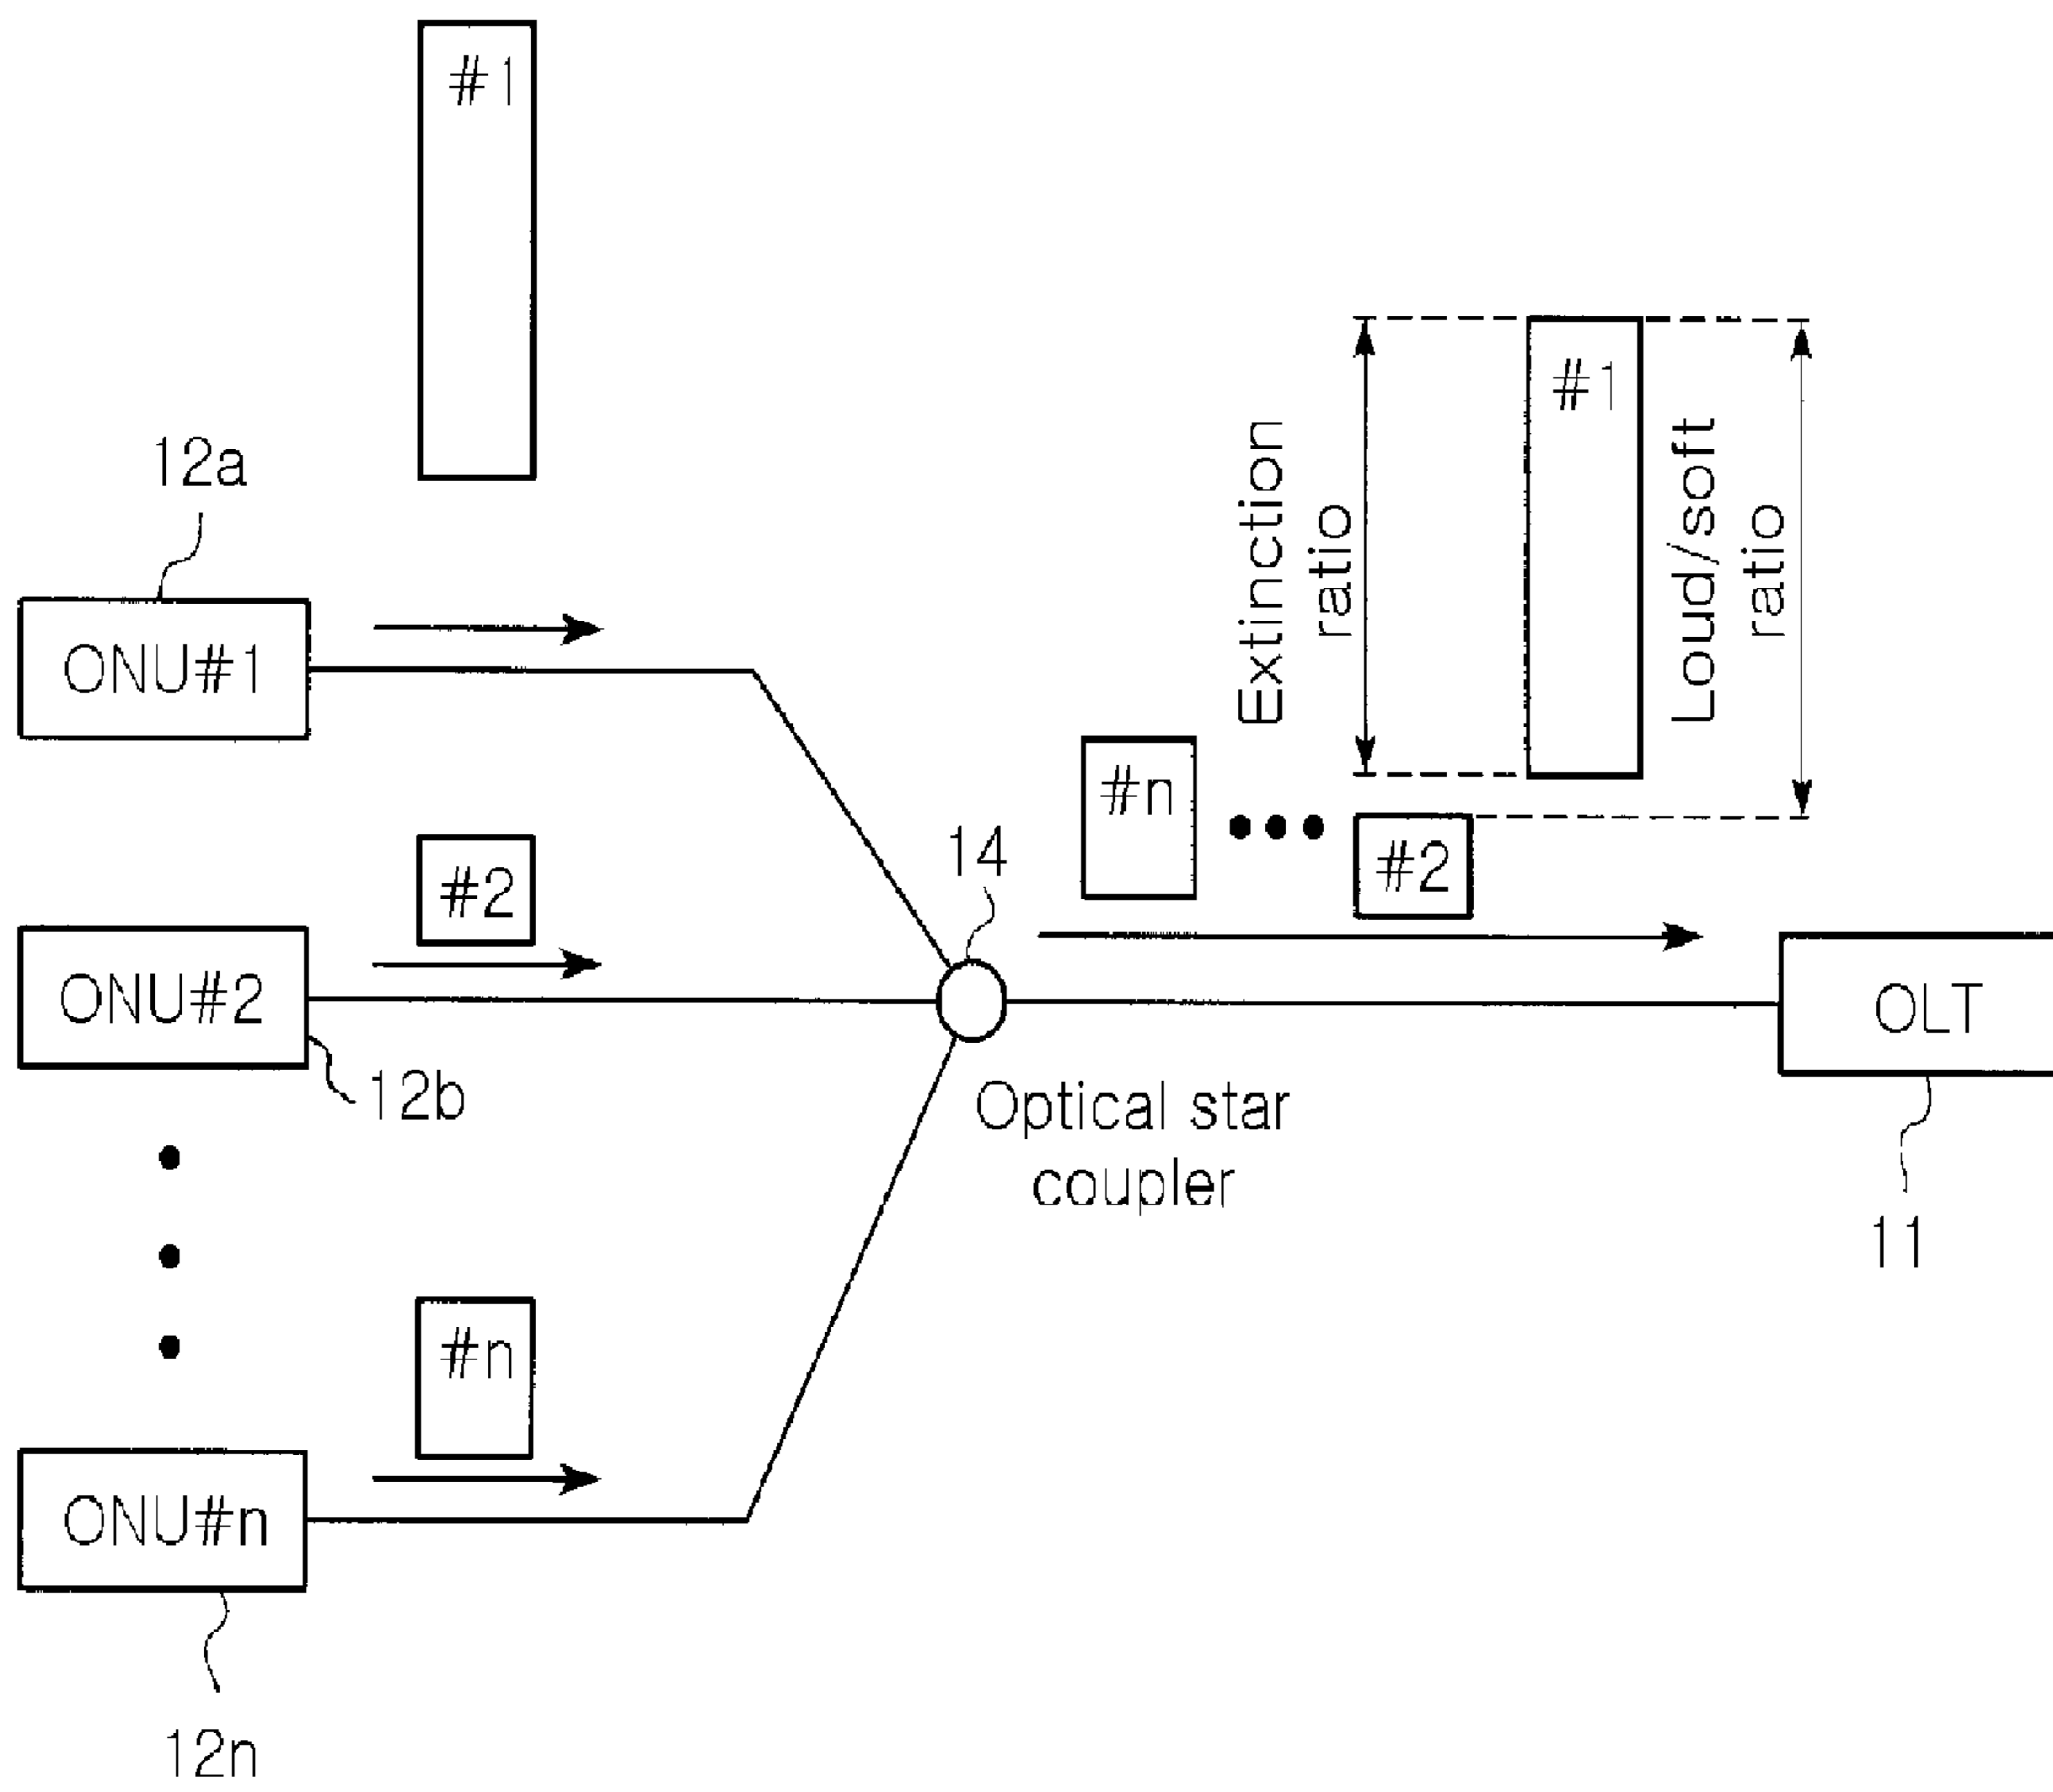 #1
12a
ONU#1
#1
Extinction
ratio
Loud/soft
ratio
#n
#2
#2
14
ONU#2
12b
OLT
Optical star
coupler
11
#n
ONU#n
12n